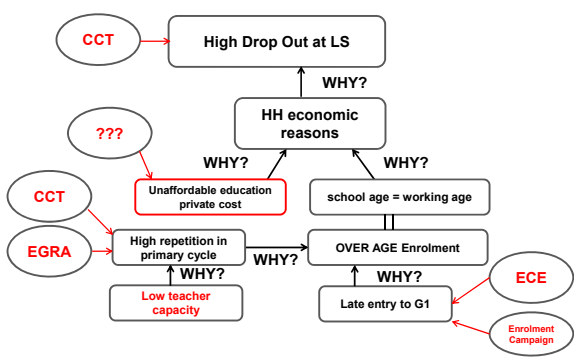 CCT
High Drop Out at LS
WHY?
HH economic
reasons
???
WHY?
WHY?
Unaffordable education
private cost
school age = working age
CCT
EGRA
High repetition in
primary cycle
WHY?
OVER AGE Enrolment
WHY?
WHY?
Low teacher
capacity
Late entry to G1
ECE
Enrolment
Campaign